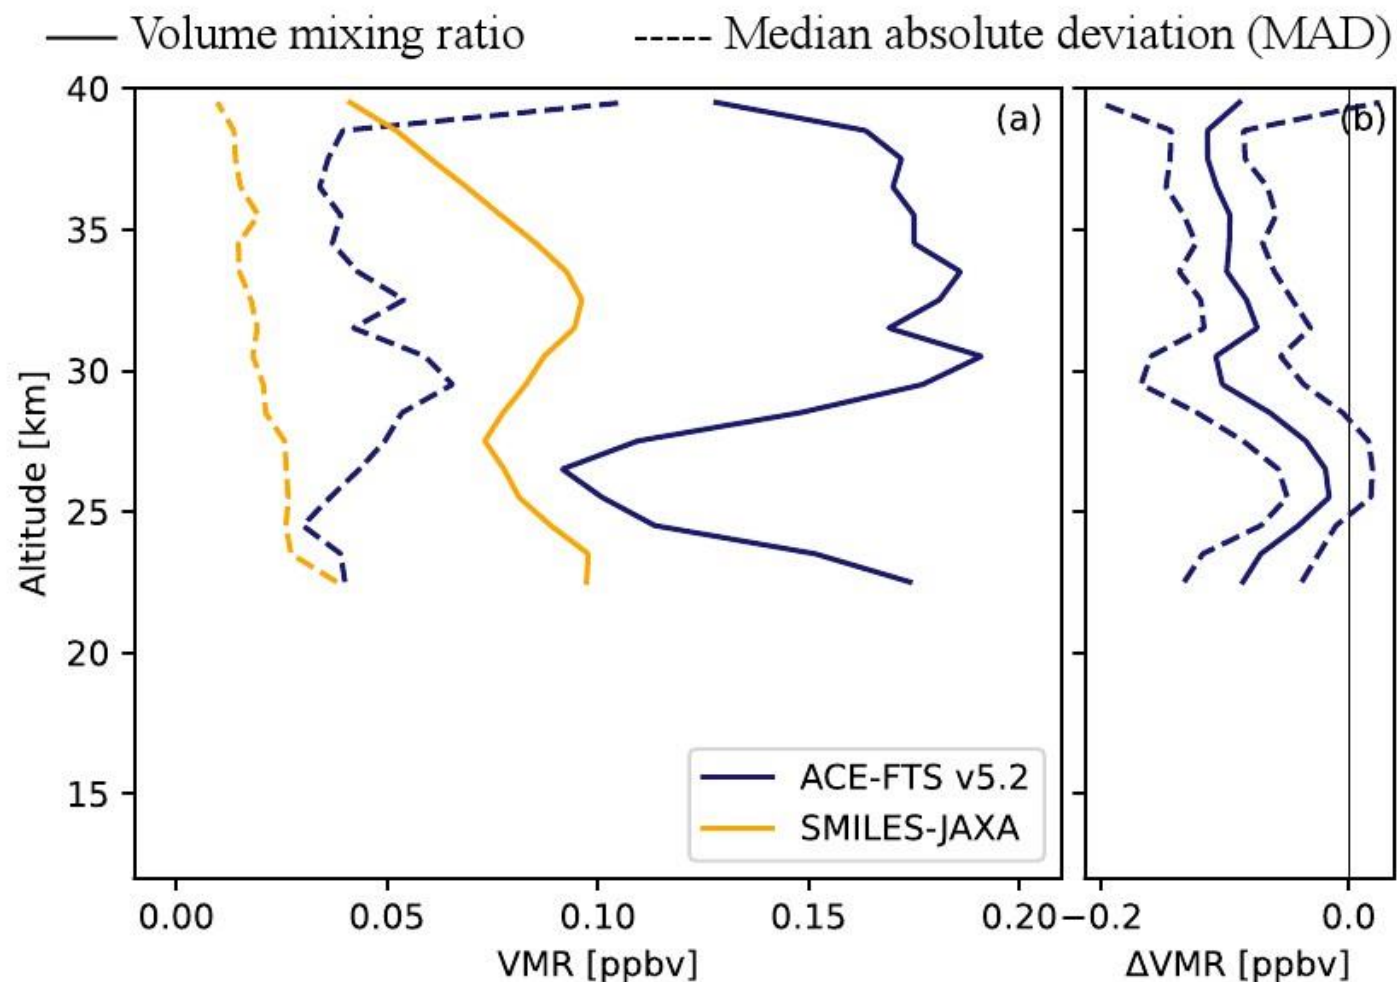 Volume mixing ratio Median absolute deviation (MAD)
40 (a) (b)
35
30
25
20
15
Altitude [km]
ACE-FTS v5.2
SMILES-JAXA
0.00 0.05 0.10 0.15 0.20 −0.2 0.0
VMR [ppbv] ΔVMR [ppbv]